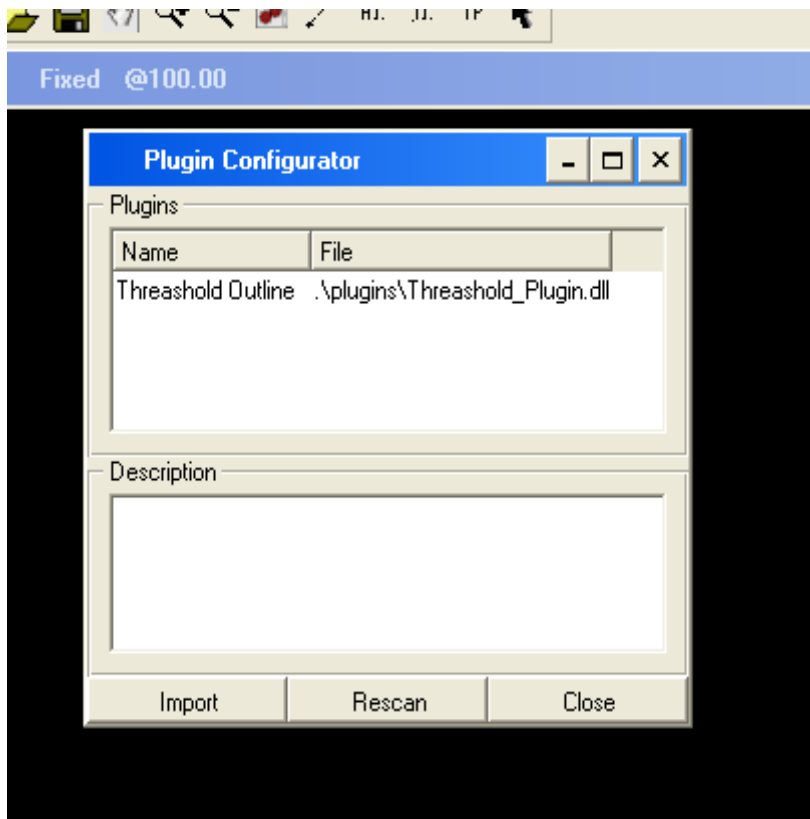 Fixed @100.00
Plugin Configurator
Plugins
Name File
Threashold Outline .\plugins\Threashold_Plugin.dll
Description
Import Rescan Close